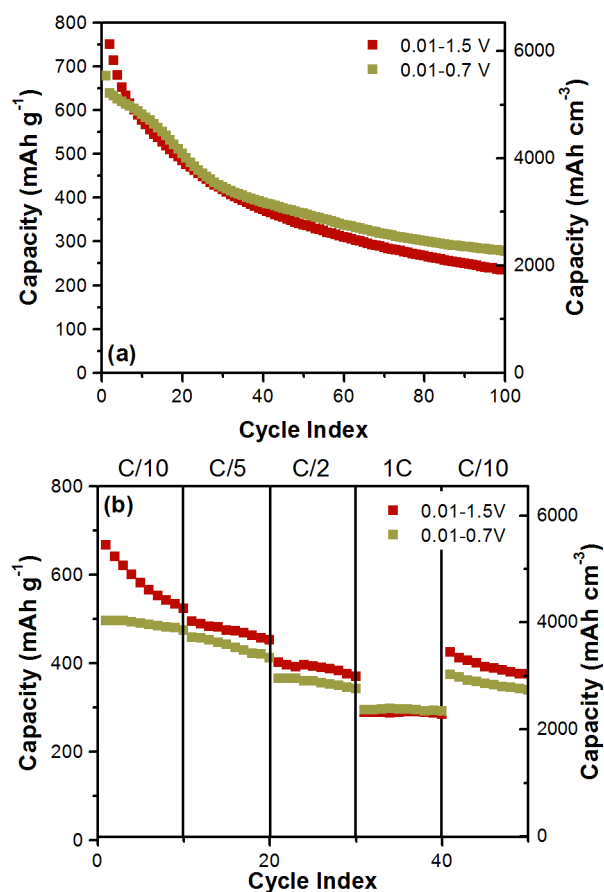 800
700
600
500
400
300
200
100
0
Capacity (mAh g⁻¹)
0.01-1.5 V
0.01-0.7 V
6000
4000
2000
0
Capacity (mAh cm⁻³)
(a)
0 20 40 60 80 100
Cycle Index
C/10 C/5 C/2 1C C/10
800
600
400
200
0
Capacity (mAh g⁻¹)
(b)
0.01-1.5V
0.01-0.7V
6000
4000
2000
0
Capacity (mAh cm⁻³)
0 20 40
Cycle Index